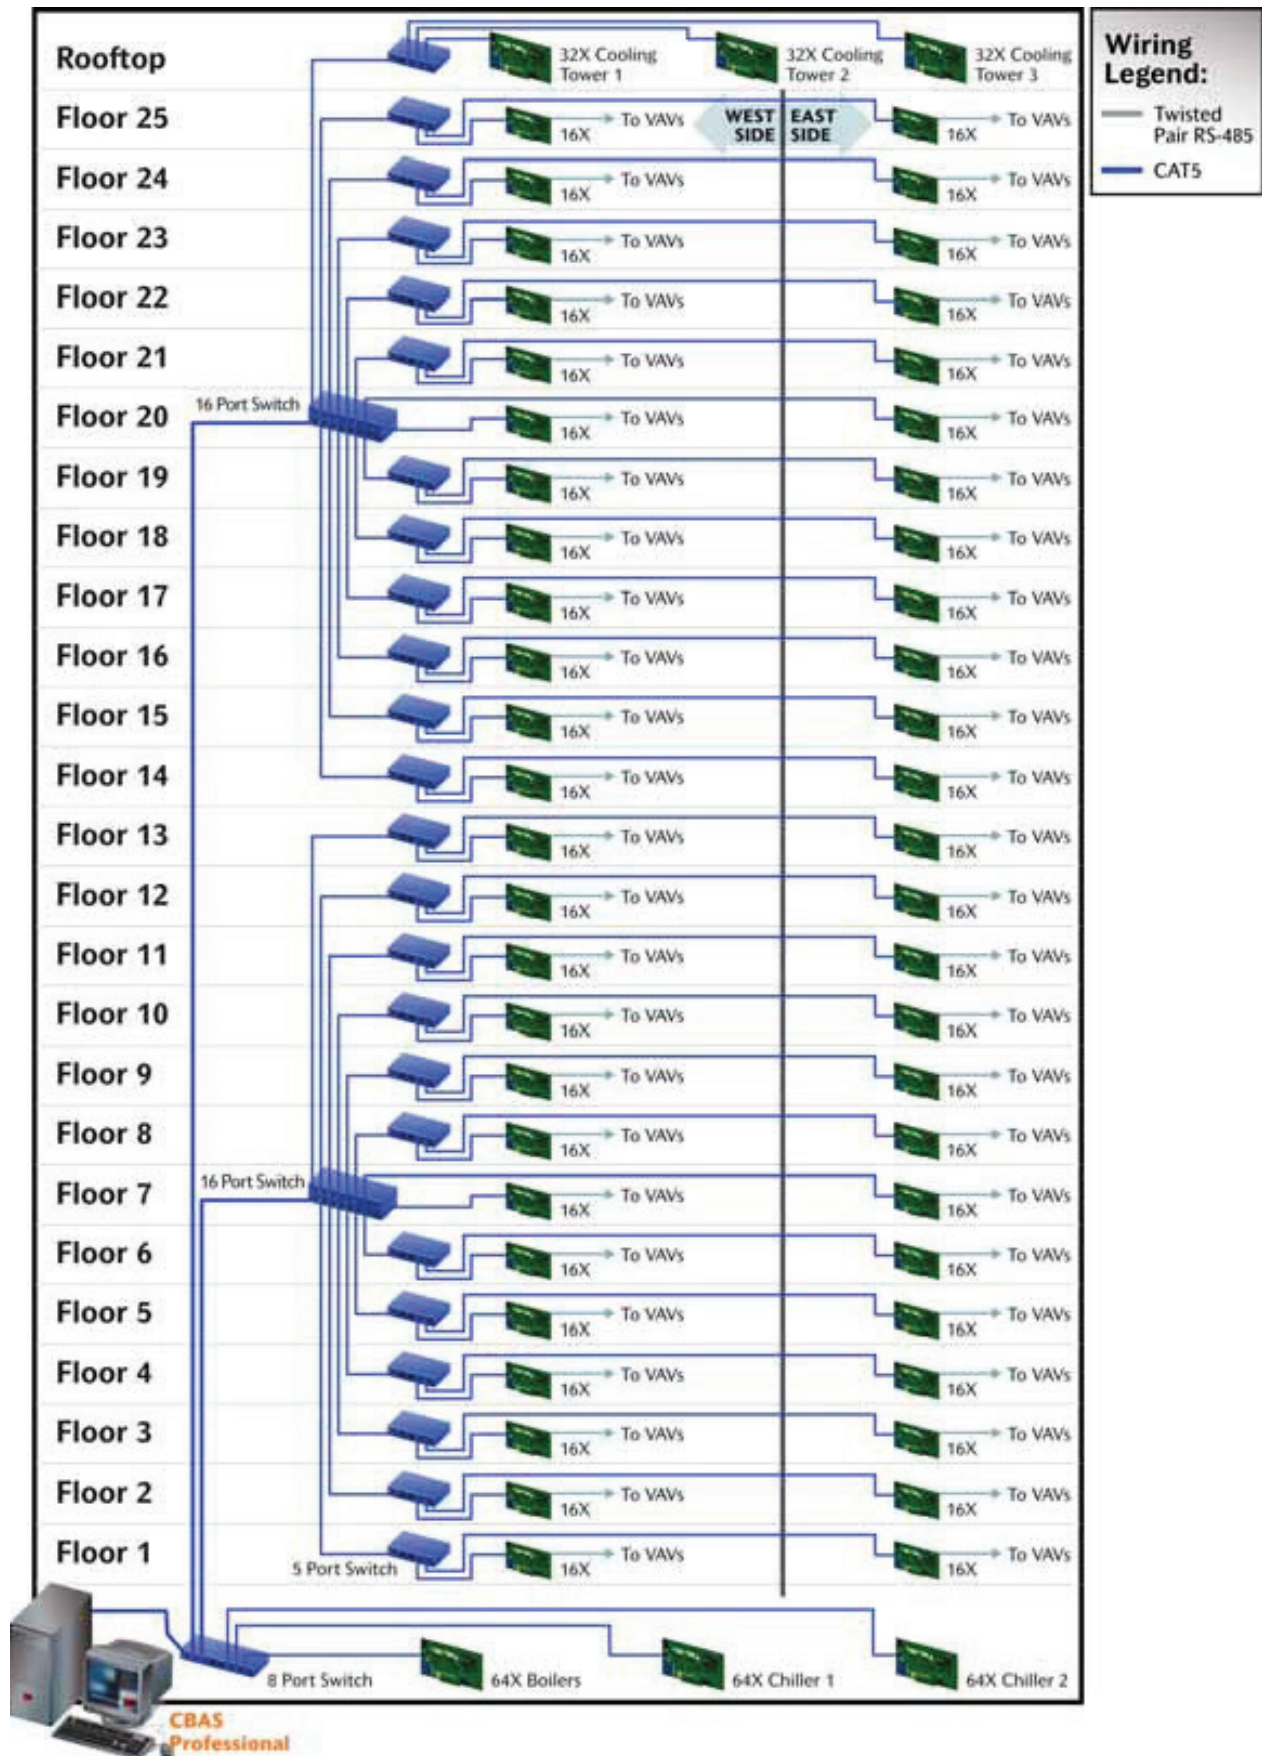 Rooftop
32X Cooling
Tower 1
32X Cooling
Tower 2
32X Cooling
Tower 3
Wiring
Legend:
Twisted
Pair RS-485
CAT5
Floor 25
16X
To VAVs
WEST
SIDE
EAST
SIDE
16X
To VAVs
Floor 24
16X
To VAVs
16X
To VAVs
Floor 23
16X
To VAVs
16X
To VAVs
Floor 22
16X
To VAVs
16X
To VAVs
Floor 21
16X
To VAVs
16X
To VAVs
16 Port Switch
Floor 20
16X
To VAVs
16X
To VAVs
Floor 19
16X
To VAVs
16X
To VAVs
Floor 18
16X
To VAVs
16X
To VAVs
Floor 17
16X
To VAVs
16X
To VAVs
Floor 16
16X
To VAVs
16X
To VAVs
Floor 15
16X
To VAVs
16X
To VAVs
Floor 14
16X
To VAVs
16X
To VAVs
Floor 13
16X
To VAVs
16X
To VAVs
Floor 12
16X
To VAVs
16X
To VAVs
Floor 11
16X
To VAVs
16X
To VAVs
Floor 10
16X
To VAVs
16X
To VAVs
Floor 9
16X
To VAVs
16X
To VAVs
Floor 8
16X
To VAVs
16X
To VAVs
16 Port Switch
Floor 7
16X
To VAVs
16X
To VAVs
Floor 6
16X
To VAVs
16X
To VAVs
Floor 5
16X
To VAVs
16X
To VAVs
Floor 4
16X
To VAVs
16X
To VAVs
Floor 3
16X
To VAVs
16X
To VAVs
Floor 2
16X
To VAVs
16X
To VAVs
Floor 1
5 Port Switch
16X
To VAVs
16X
To VAVs
8 Port Switch
64X Boilers
64X Chiller 1
64X Chiller 2
CBAS
Professional